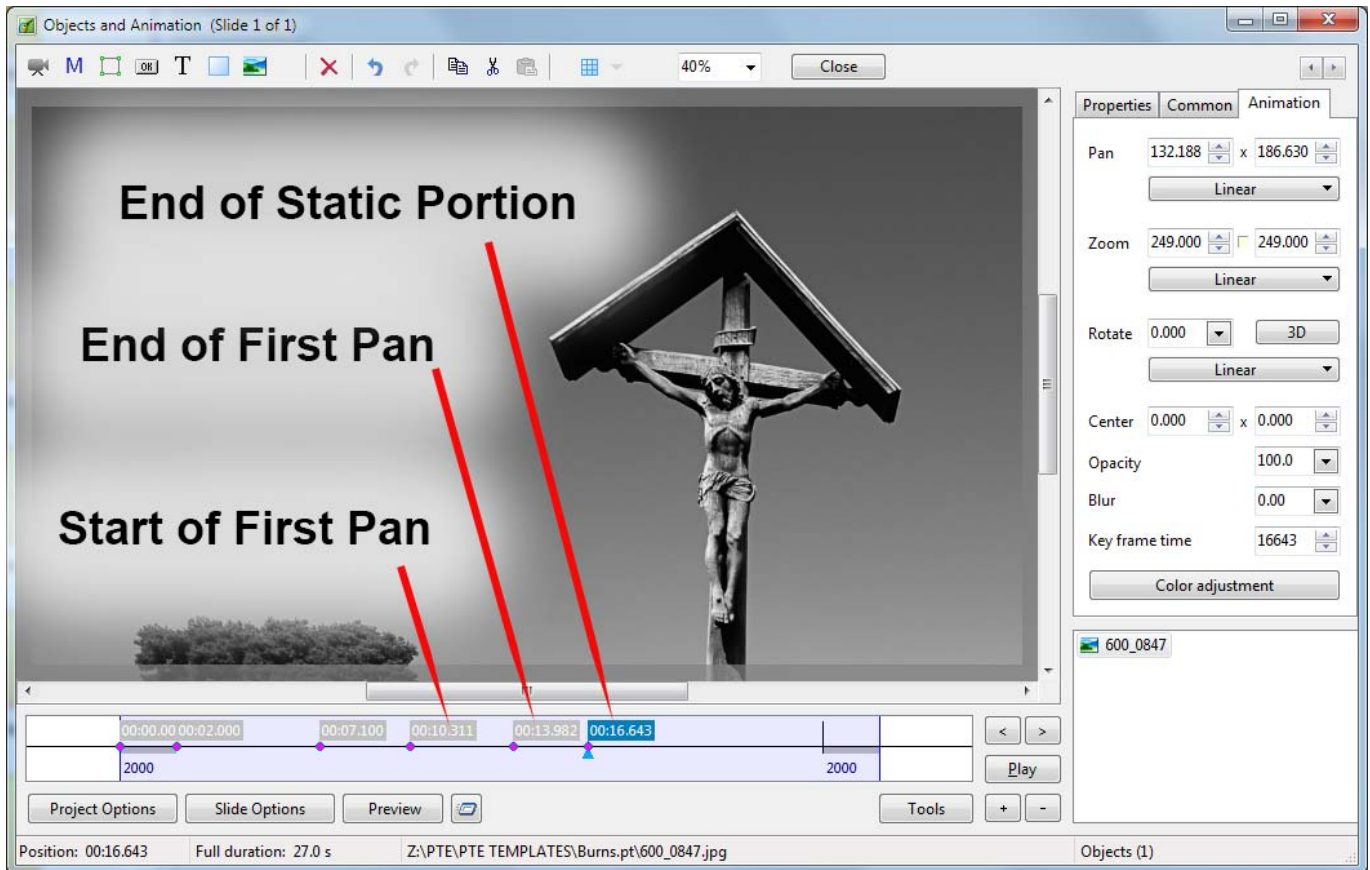 Objects and Animation (Slide 1 of 1)
M OK T 40% Close
Properties Common Animation
Pan 132.188 x 186.630
Linear
Zoom 249.000 249.000
Linear
Rotate 0.000 3D
Linear
Center 0.000 x 0.000
Opacity 100.0
Blur 0.00
Key frame time 16643
Color adjustment
600_0847
End of Static Portion
End of First Pan
Start of First Pan
00:00.00 00:02.000 00:07.100 00:10.311 00:13.982 00:16.643
2000 2000
< >
Play
Project Options Slide Options Preview Tools + -
Position: 00:16.643 Full duration: 27.0 s Z:\PTE\PTE TEMPLATES\Burns.pt\600_0847.jpg Objects (1)